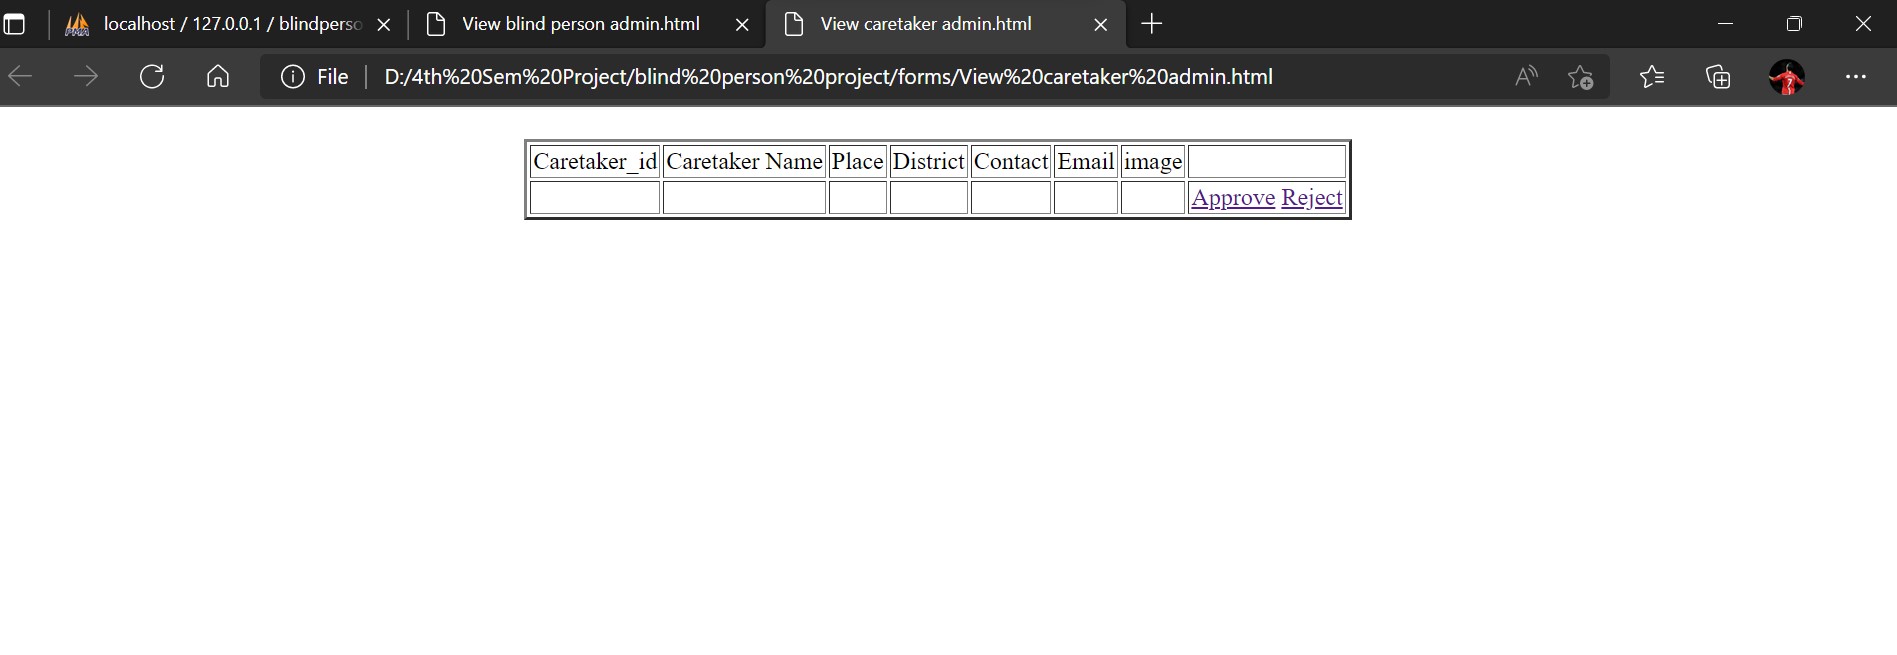 localhost / 127.0.0.1 / blindperso
View blind person admin.html
View caretaker admin.html
File
D:/4th%20Sem%20Project/blind%20person%20project/forms/View%20caretaker%20admin.html
Caretaker_id Caretaker Name Place District Contact Email image
Approve Reject